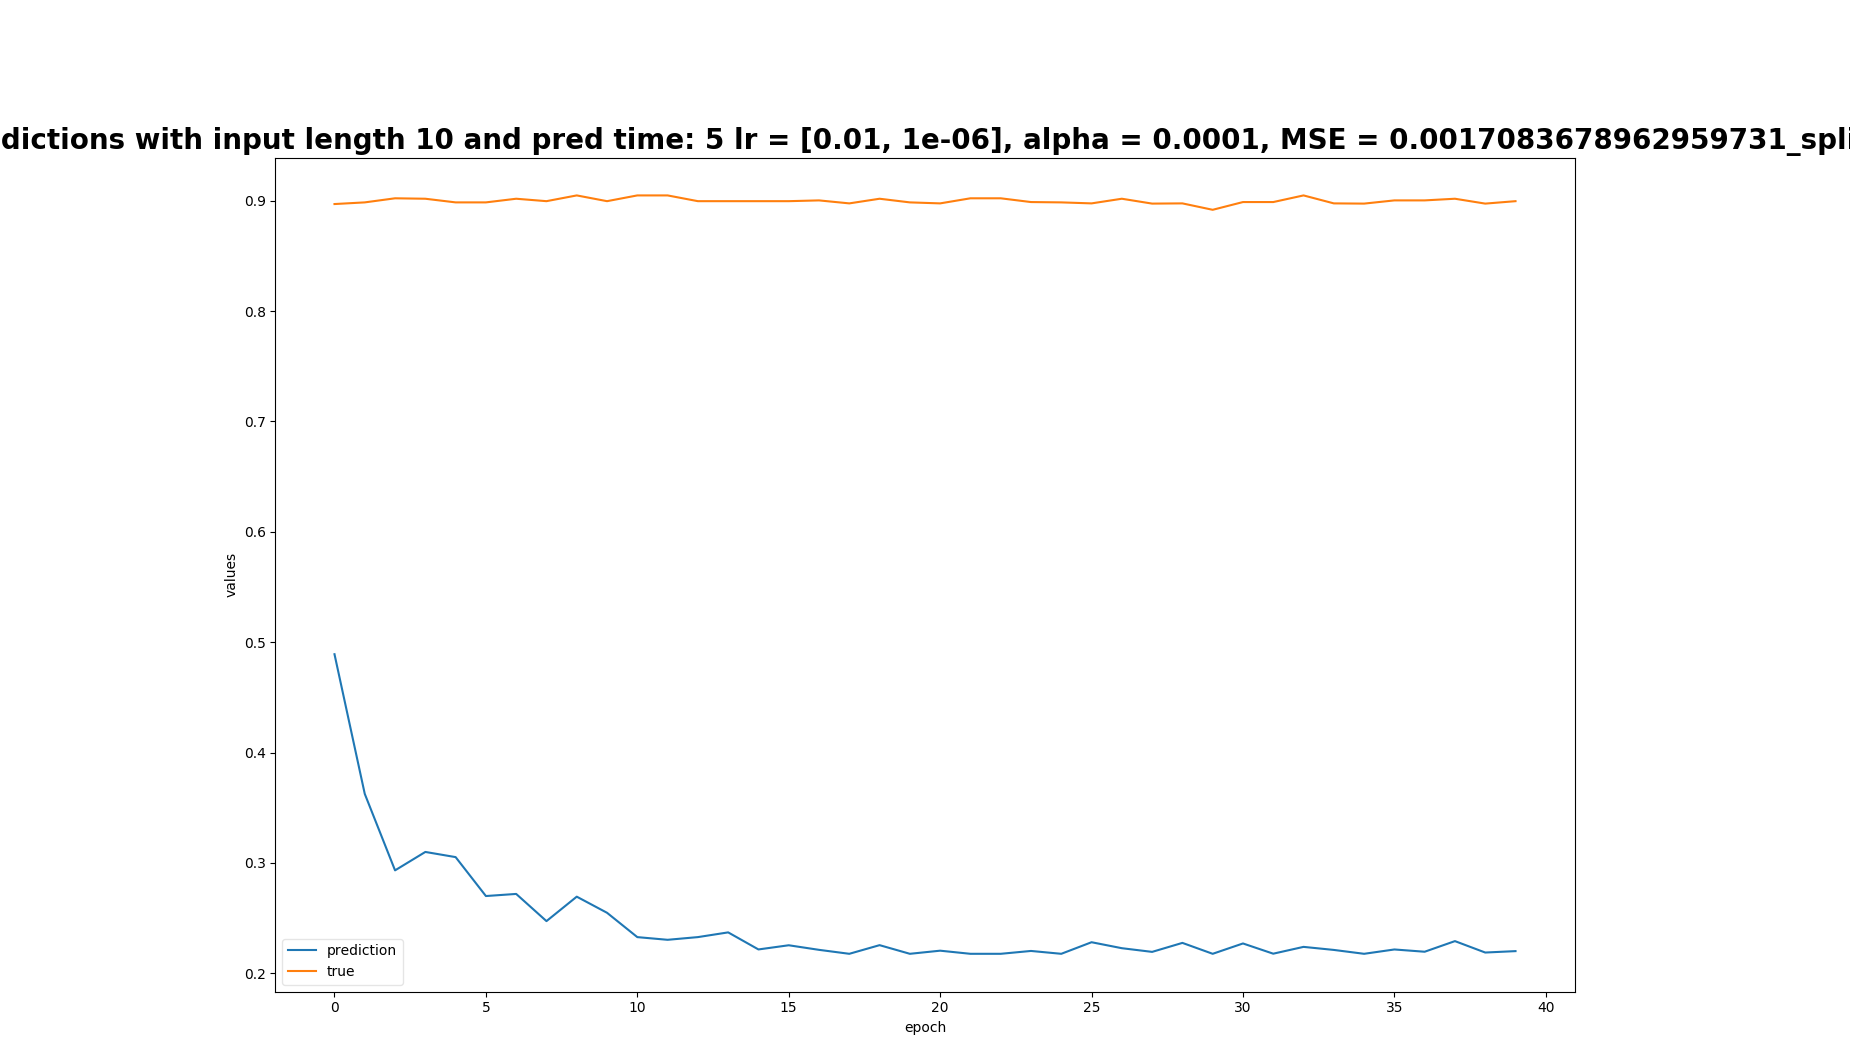 dictions with input length 10 and pred time: 5 lr = [0.01, 1e-06], alpha = 0.0001, MSE = 0.0017083678962959731_spli
0.9
0.8
0.7
0.6
0.5
0.4
0.3
0.2
values
prediction
true
0 5 10 15 20 25 30 35 40
epoch